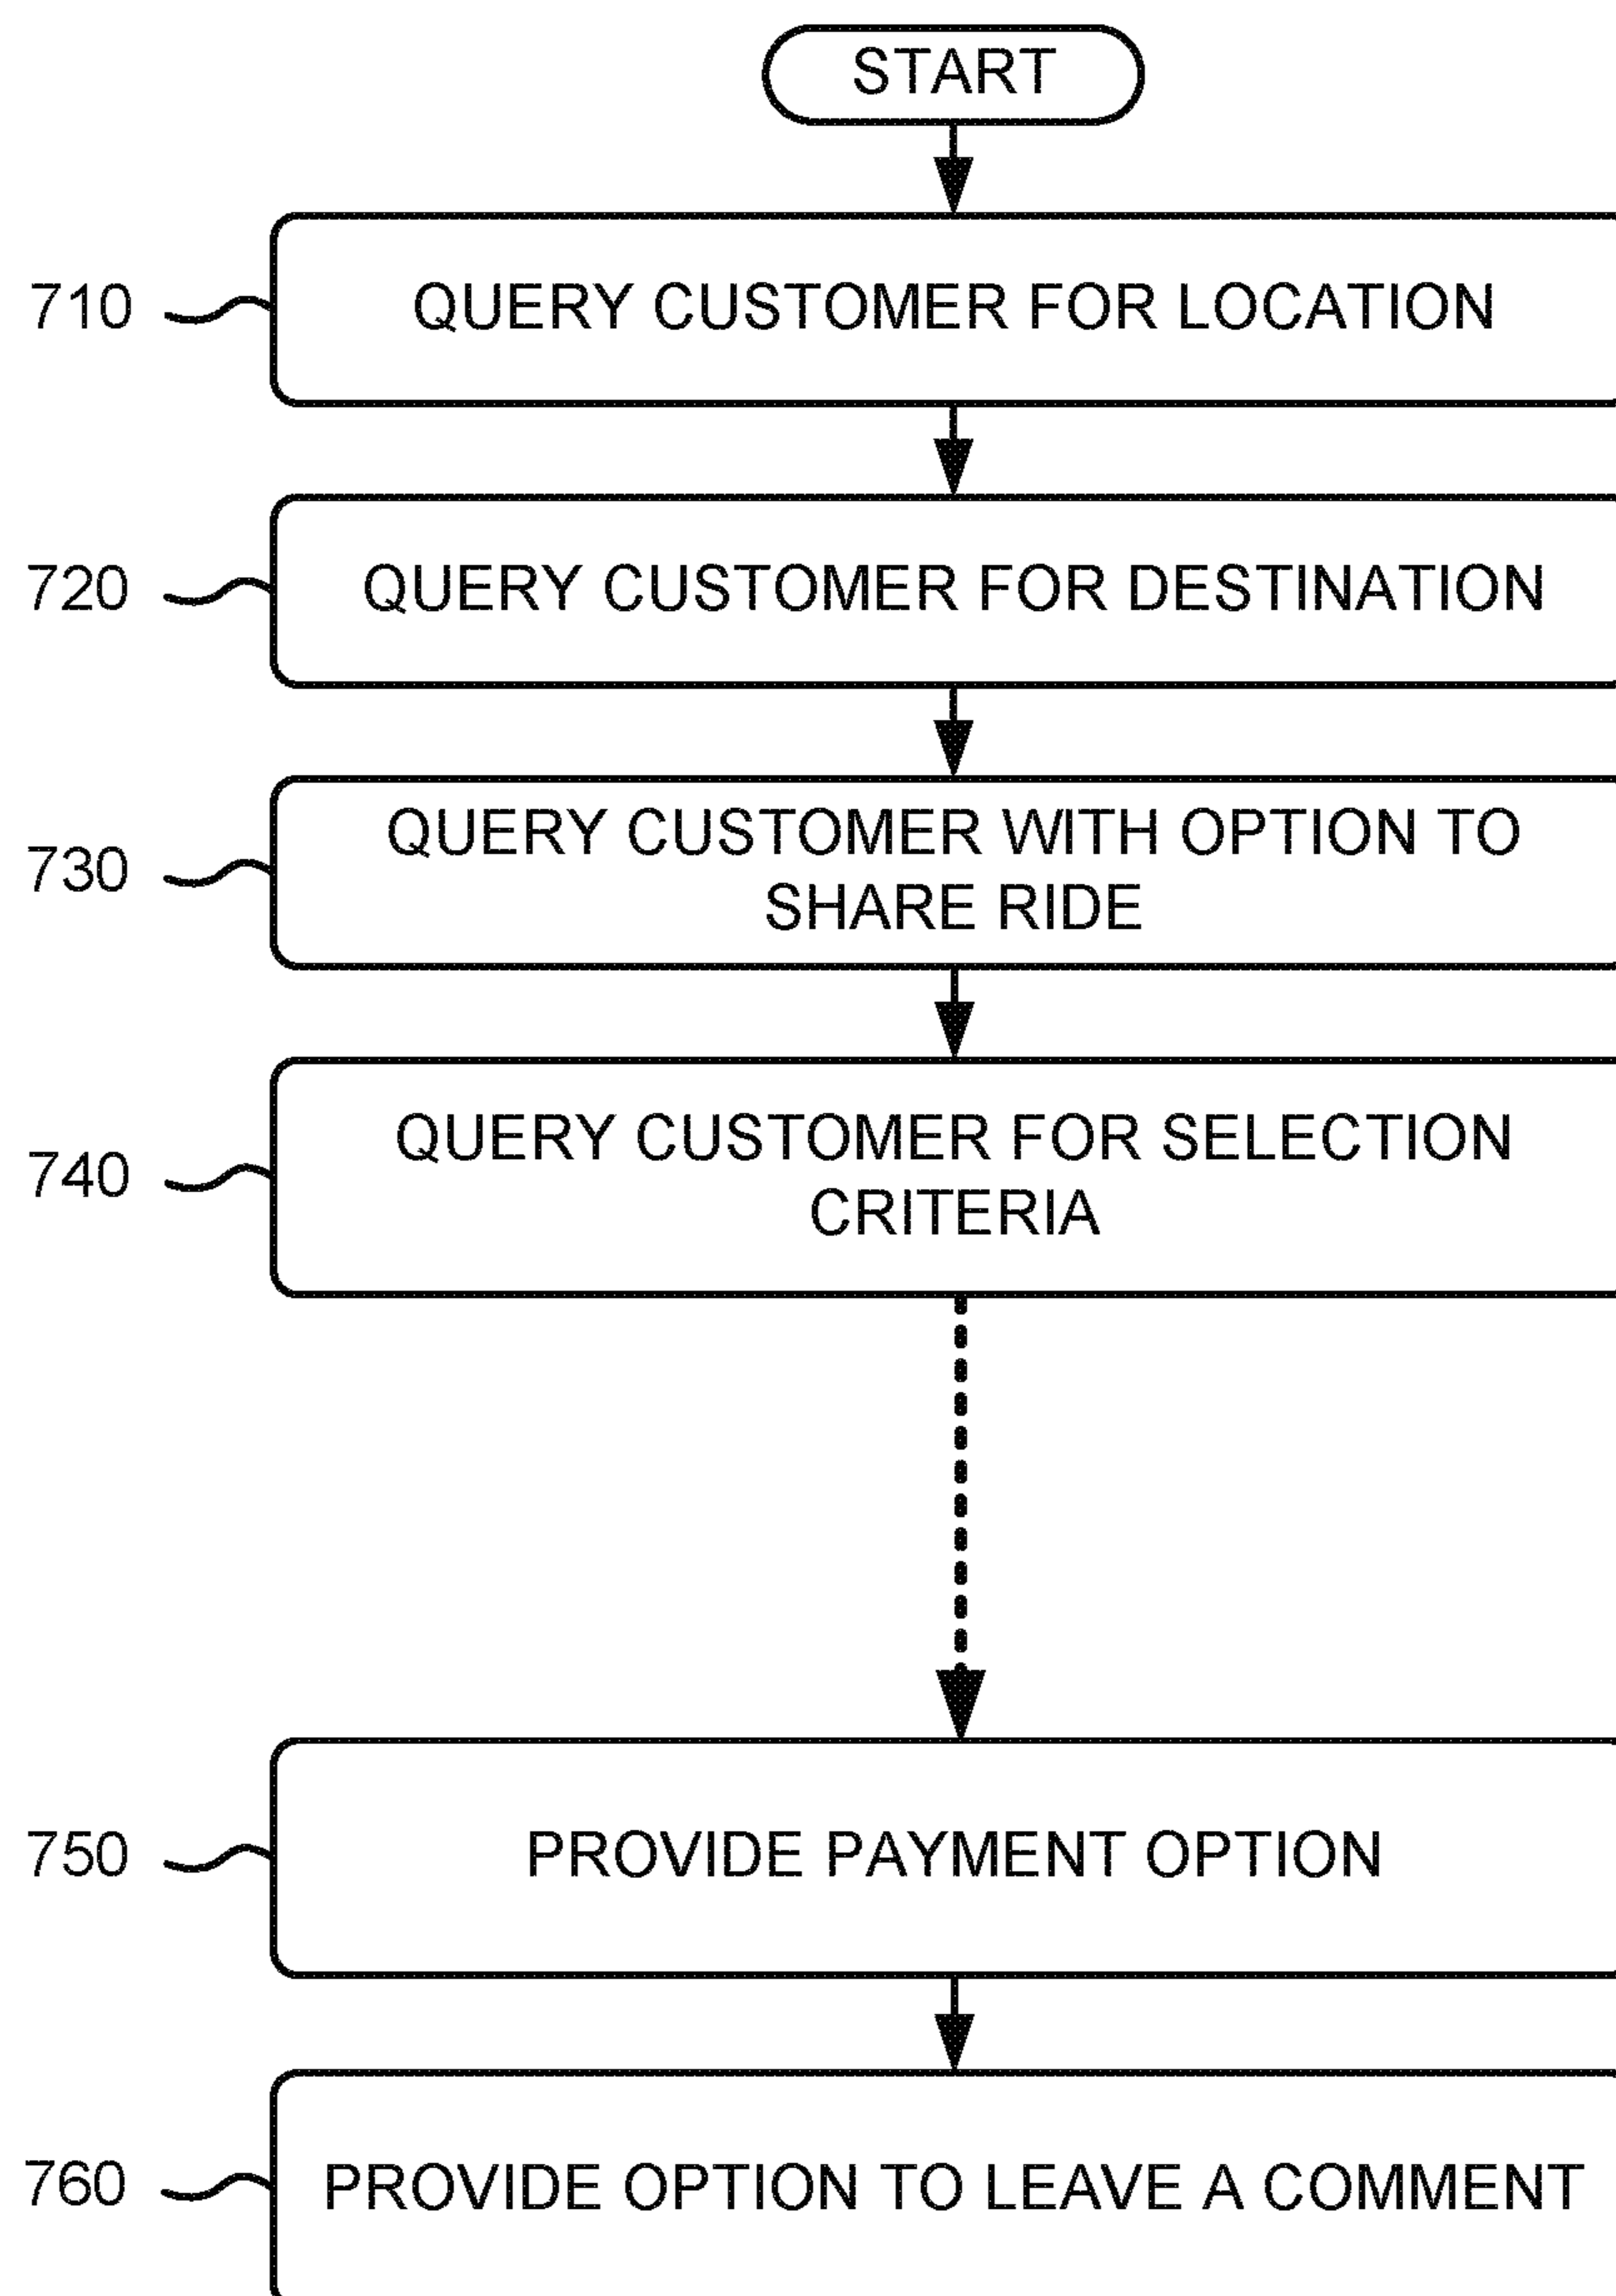 START
710
QUERY CUSTOMER FOR LOCATION
720
QUERY CUSTOMER FOR DESTINATION
730
QUERY CUSTOMER WITH OPTION TO
SHARE RIDE
740
QUERY CUSTOMER FOR SELECTION
CRITERIA
750
PROVIDE PAYMENT OPTION
760
PROVIDE OPTION TO LEAVE A COMMENT